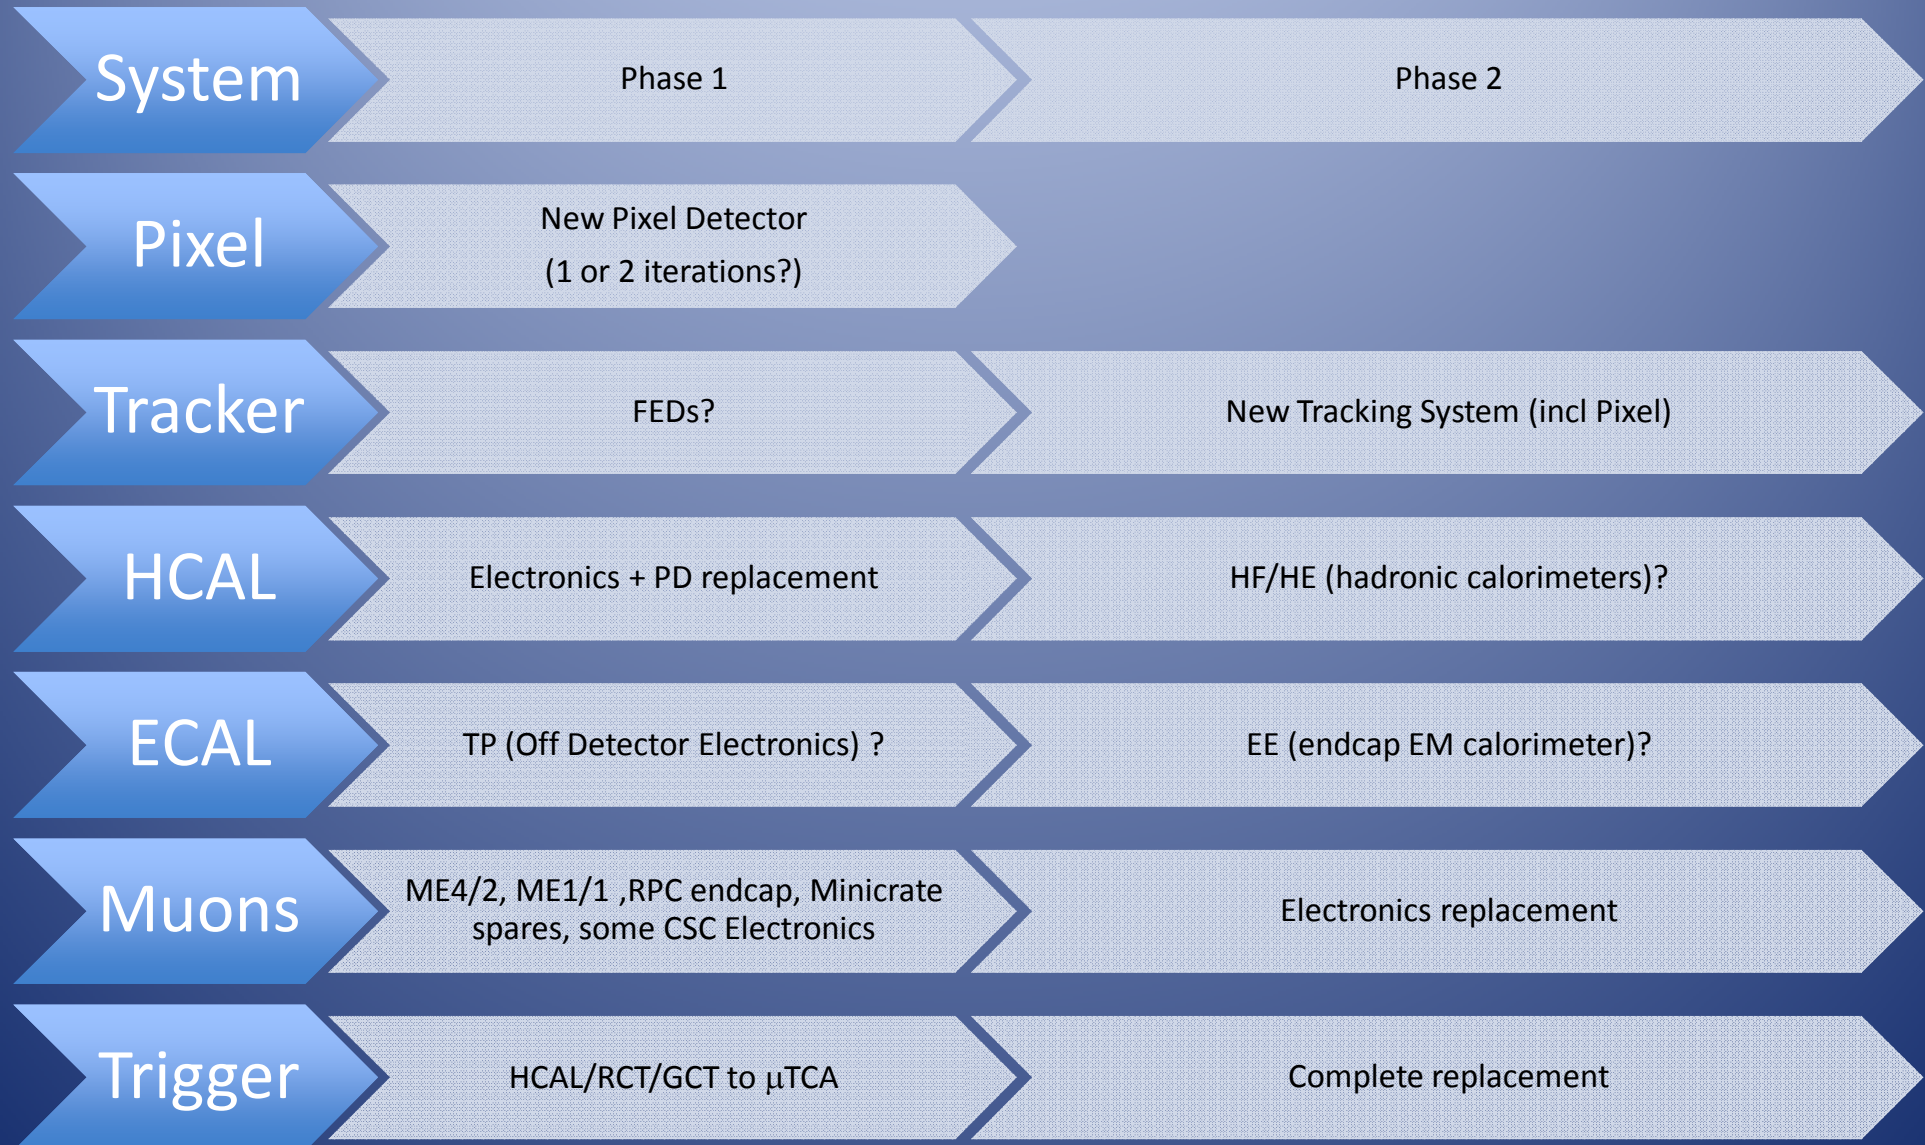 System
Phase 1
Phase 2
Pixel
New Pixel Detector
(1 or 2 iterations?)
Tracker
FEDs?
New Tracking System (incl Pixel)
HCAL
Electronics + PD replacement
HF/HE (hadronic calorimeters)?
ECAL
TP (Off Detector Electronics) ?
EE (endcap EM calorimeter)?
Muons
ME4/2, ME1/1 ,RPC endcap, Minicrate
spares, some CSC Electronics
Electronics replacement
Trigger
HCAL/RCT/GCT to μTCA
Complete replacement